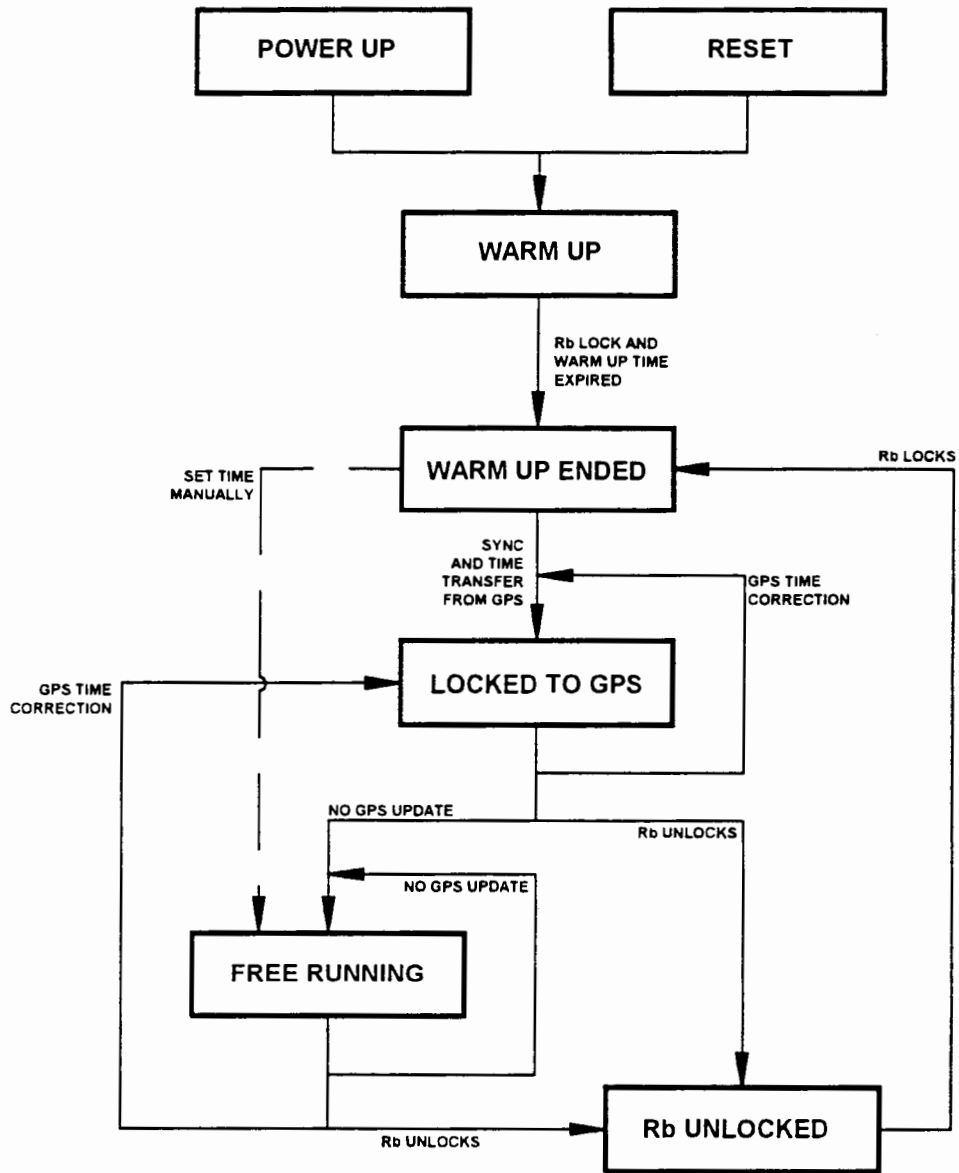 POWER UP
RESET
WARM UP
Rb LOCK AND
WARM UP TIME
EXPIRED
WARM UP ENDED
Rb LOCKS
SET TIME
MANUALLY
SYNC
AND TIME
TRANSFER
FROM GPS
GPS TIME
CORRECTION
LOCKED TO GPS
GPS TIME
CORRECTION
NO GPS UPDATE
Rb UNLOCKS
NO GPS UPDATE
FREE RUNNING
Rb UNLOCKS
Rb UNLOCKED